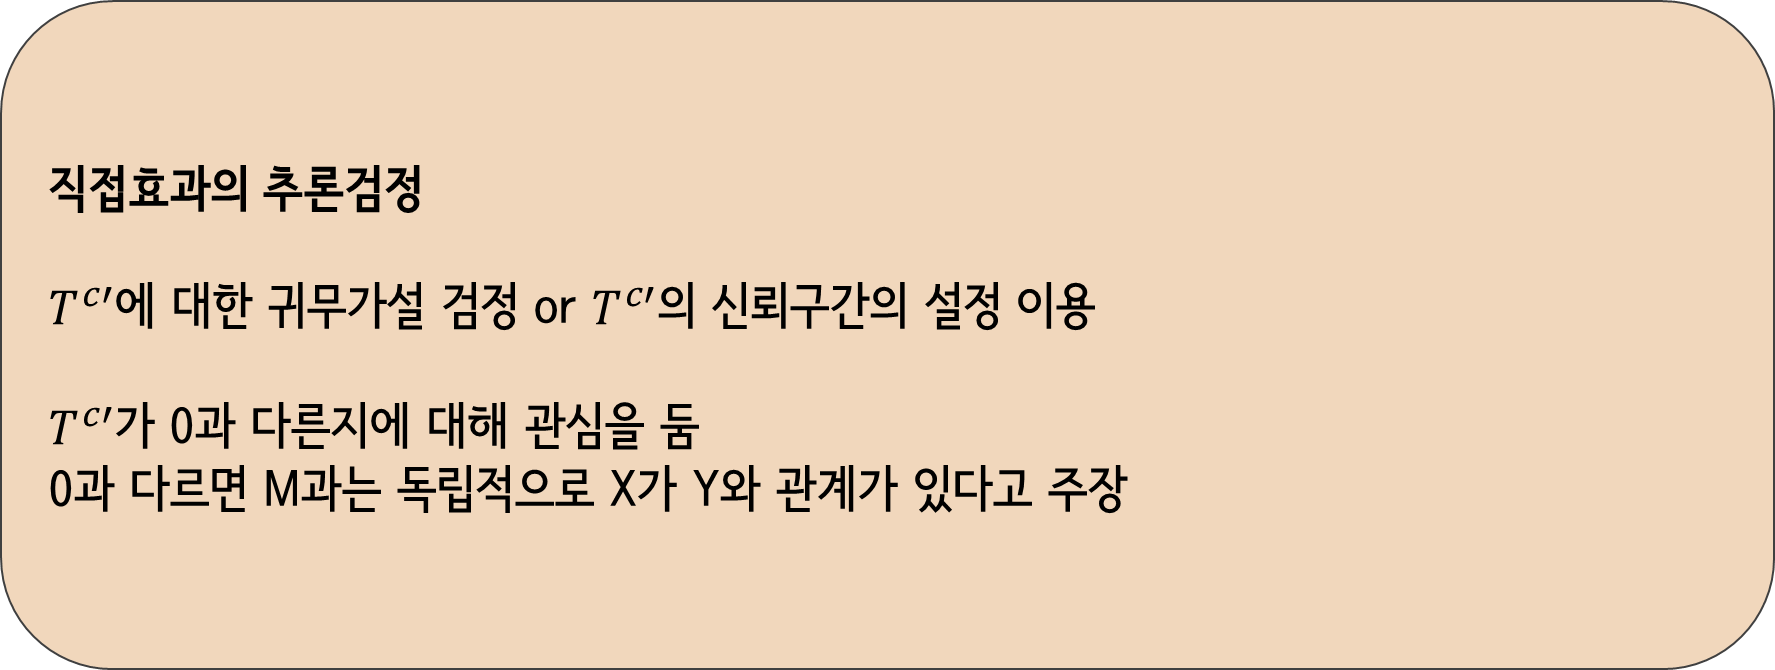 직접효과의 추론검정
T^c′에 대한 귀무가설 검정 or T^c′의 신뢰구간의 설정 이용
T^c′가 0과 다른지에 대해 관심을 둠
0과 다르면 M과는 독립적으로 X가 Y와 관계가 있다고 주장